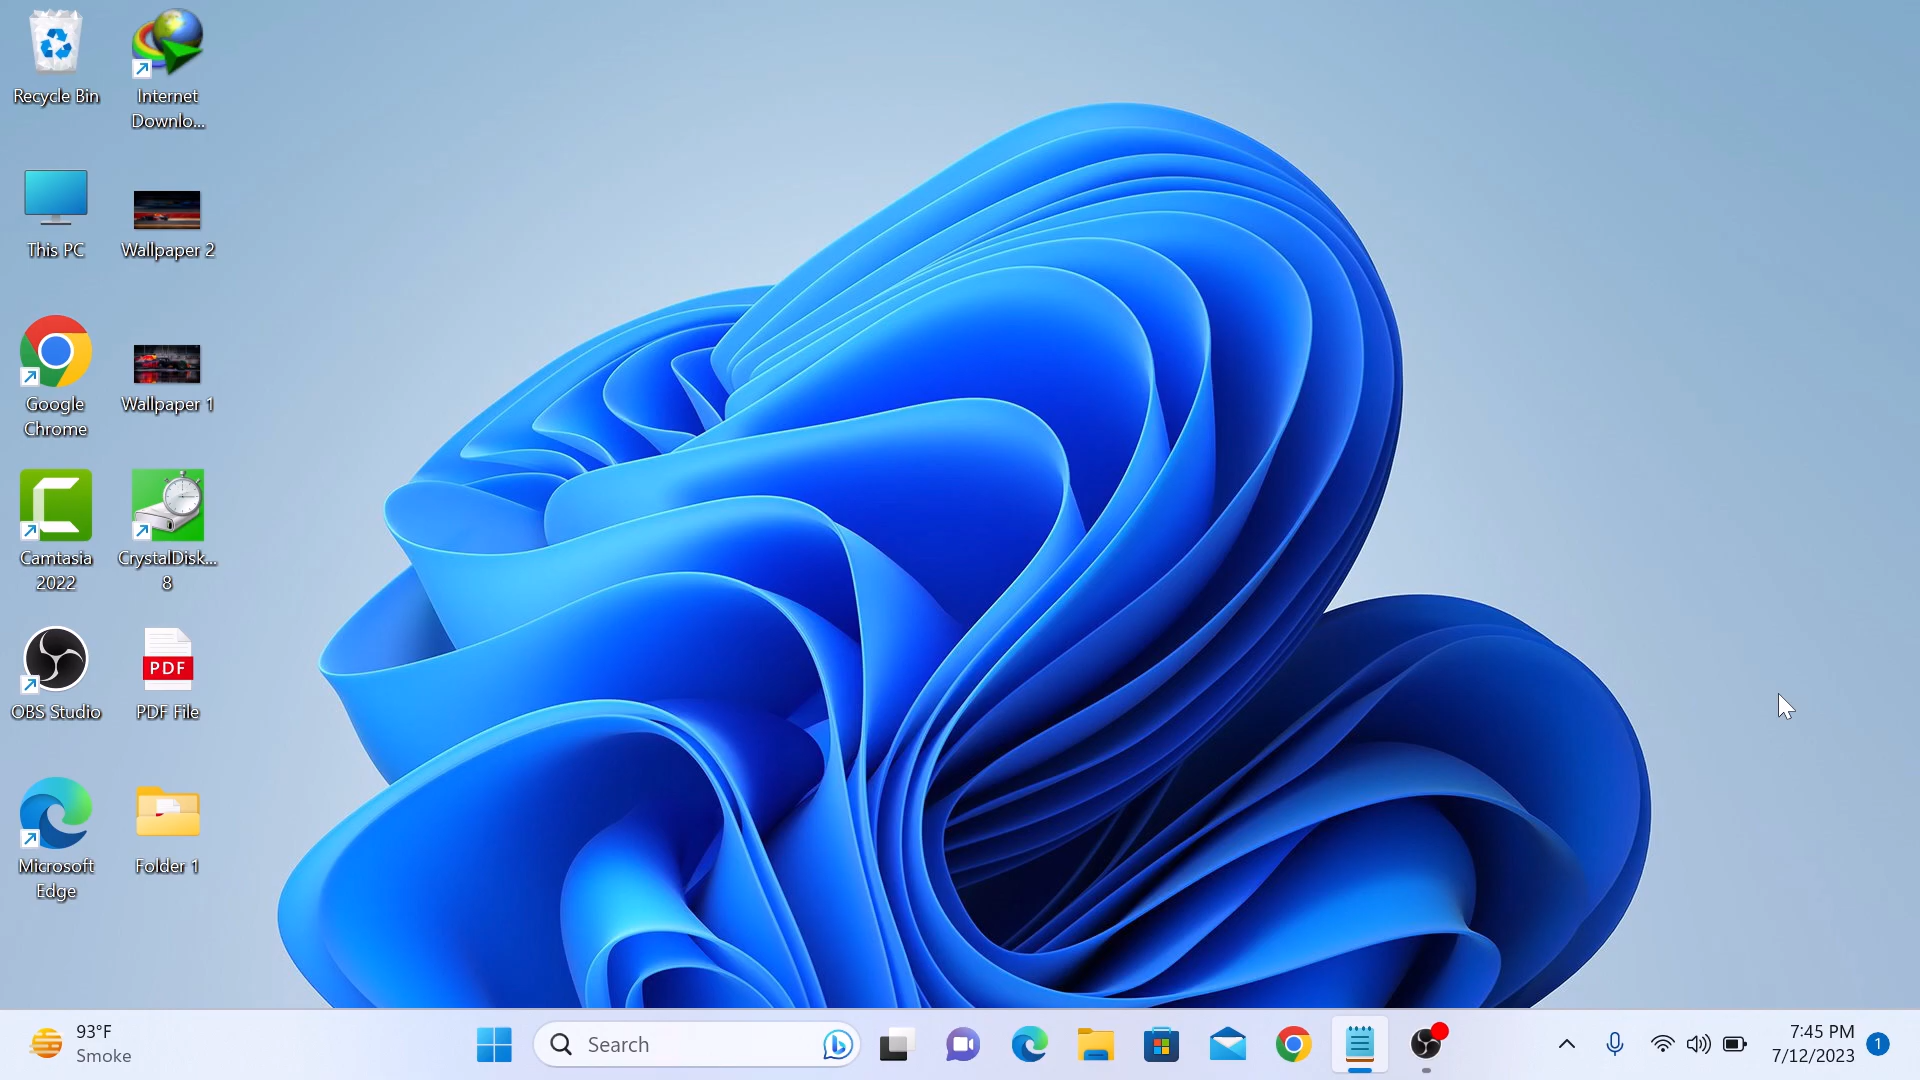 Recycle Bin
Internet
Downlo...
This PC
Wallpaper 2
Google
Chrome
Wallpaper 1
Camtasia
2022
CrystalDisk...
8
OBS Studio
PDF
PDF File
Microsoft
Edge
Folder 1
93°F
Smoke
Search
7:45 PM
7/12/2023
1